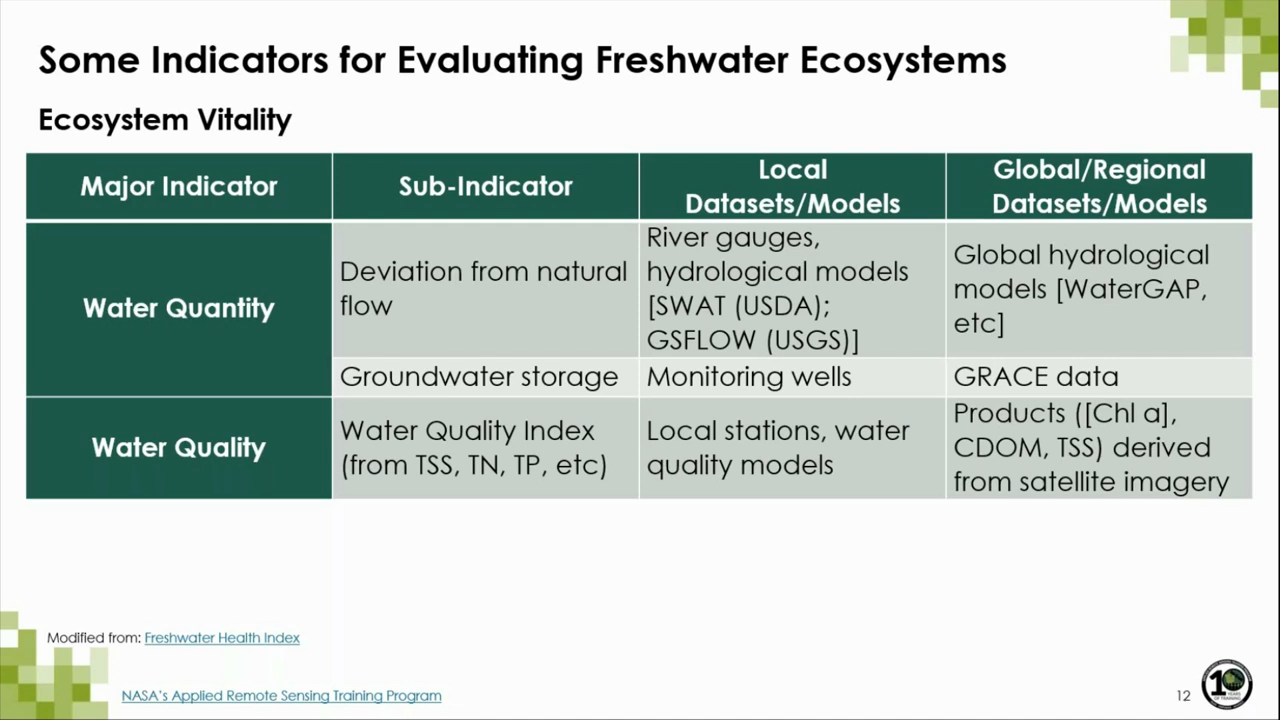 Some Indicators for Evaluating Freshwater Ecosystems
Ecosystem Vitality
Major Indicator
Sub-Indicator
Local
Datasets/Models
Global/Regional
Datasets/Models
Water Quantity
Deviation from natural
flow
River gauges,
hydrological models
[SWAT (USDA);
GSFLOW (USGS)]
Global hydrological
models [WaterGAP,
etc]
Groundwater storage
Monitoring wells
GRACE data
Water Quality
Water Quality Index
(from TSS, TN, TP, etc)
Local stations, water
quality models
Products ([Chl a],
CDOM, TSS) derived
from satellite imagery
Modified from: Freshwater Health Index
NASA's Applied Remote Sensing Training Program
12
10
YEARS
OF TRAINING